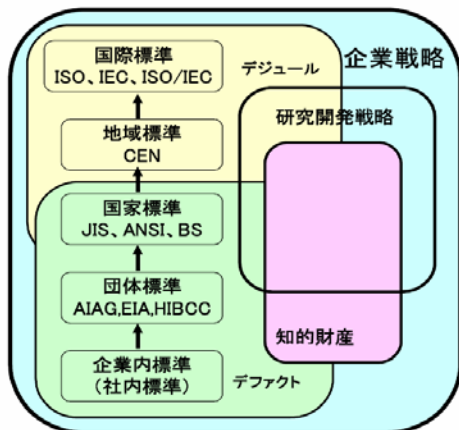 企業戦略
国際標準
ISO、IEC、ISO/IEC
デジュール
研究開発戦略
地域標準
CEN
国家標準
JIS、ANSI、BS
団体標準
AIAG,EIA,HIBCC
知的財産
企業内標準
(社内標準)
デファクト